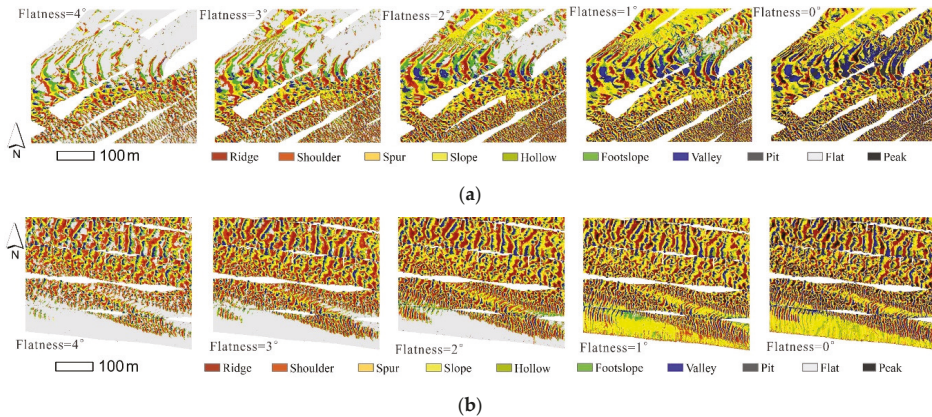 Flatness=4° Flatness=3° Flatness=2° Flatness=1° Flatness=0°
N
100 m
Ridge Shoulder Spur Slope Hollow Footslope Valley Pit Flat Peak
(a)
N
Flatness=4° Flatness=3° Flatness=2° Flatness=1° Flatness=0°
100 m
Ridge Shoulder Spur Slope Hollow Footslope Valley Pit Flat Peak
(b)